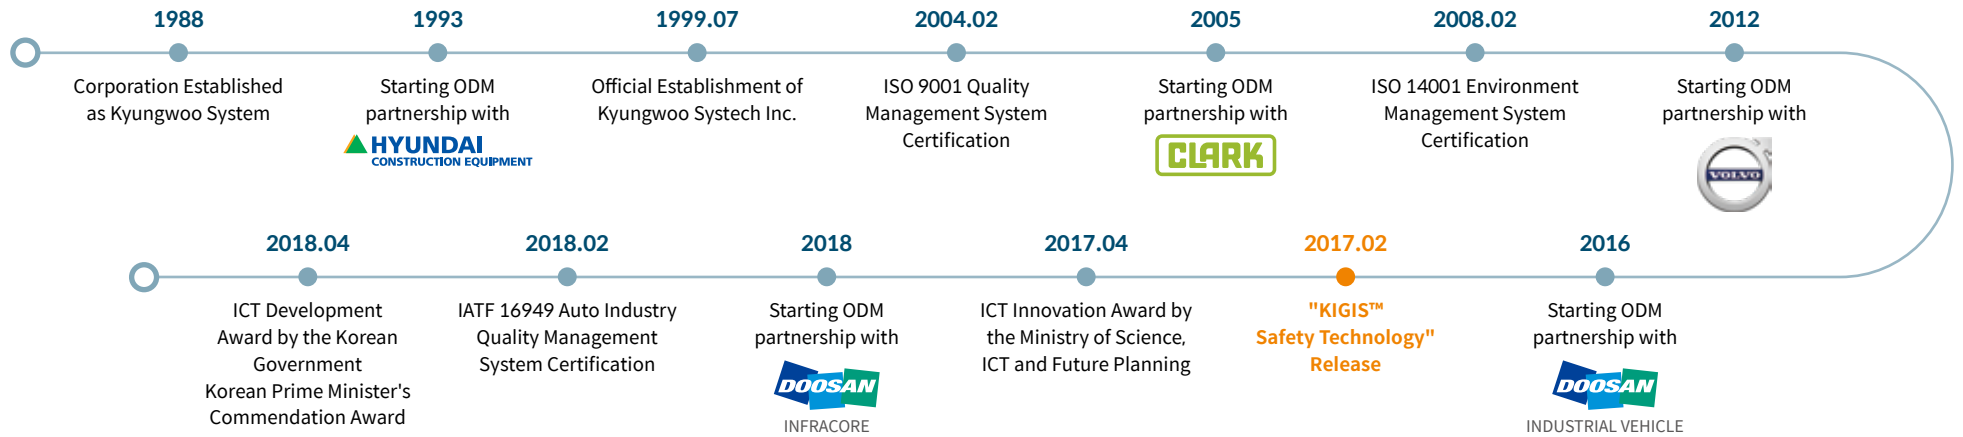 1988
Corporation Established
as Kyungwoo System
1993
Starting ODM
partnership with
HYUNDAI
CONSTRUCTION EQUIPMENT
1999.07
Official Establishment of
Kyungwoo Systech Inc.
2004.02
ISO 9001 Quality
Management System
Certification
2005
Starting ODM
partnership with
CLARK
2008.02
ISO 14001 Environment
Management System
Certification
2012
Starting ODM
partnership with
VOLVO
2016
Starting ODM
partnership with
DOOSAN
INDUSTRIAL VEHICLE
2017.02
"KIGIS™
Safety Technology"
Release
2017.04
ICT Innovation Award by
the Ministry of Science,
ICT and Future Planning
2018
Starting ODM
partnership with
DOOSAN
INFRACORE
2018.02
IATF 16949 Auto Industry
Quality Management
System Certification
2018.04
ICT Development
Award by the Korean
Government
Korean Prime Minister's
Commendation Award